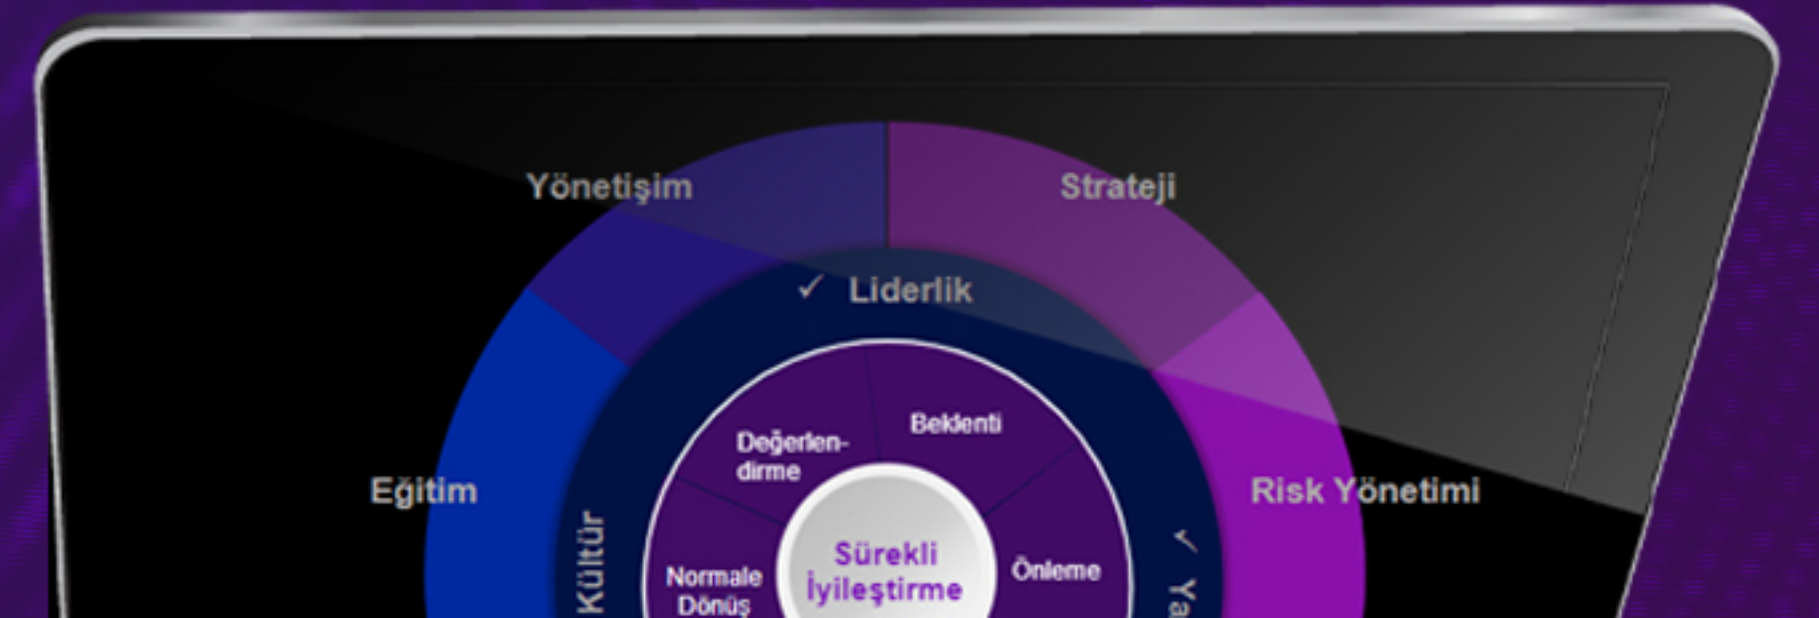 Yönetişim
Strateji
✓ Liderlik
Beklenti
Değerlen-
dirme
Eğitim
Risk Yönetimi
Kültür
Sürekli
İyileştirme
Önleme
Normale
Dönüş
✓